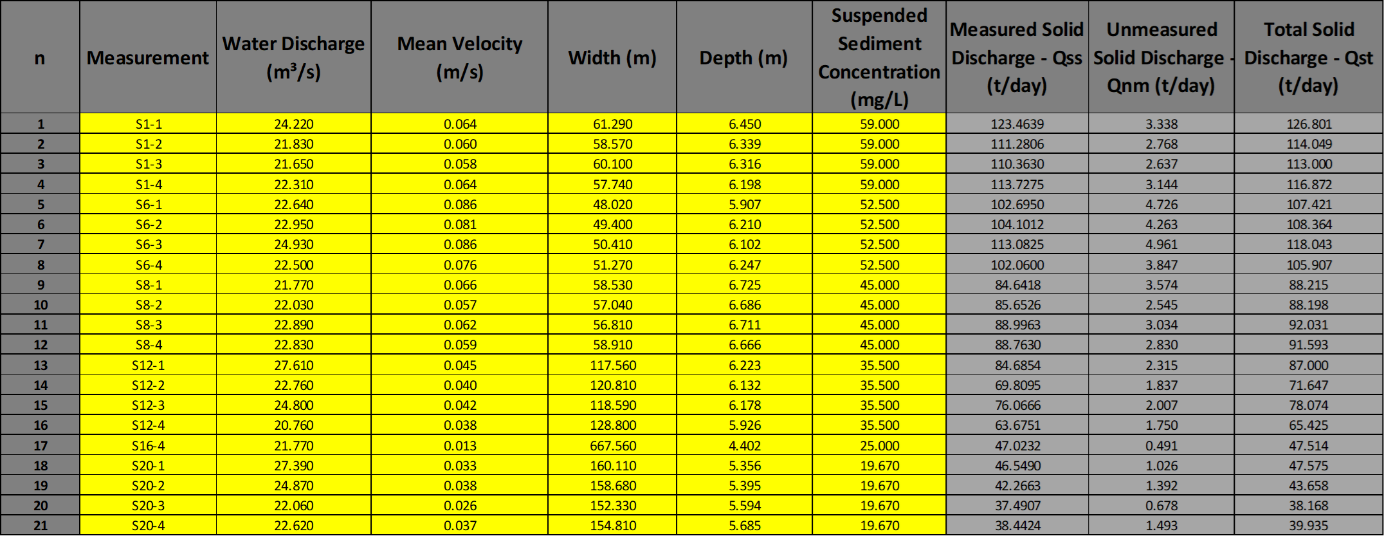 n Measurement Water Discharge (m³/s) Mean Velocity (m/s) Width (m) Depth (m) Suspended Sediment Concentration (mg/L) Measured Solid Discharge - Qss (t/day) Unmeasured Solid Discharge - Qnm (t/day) Total Solid Discharge - Qst (t/day)
1 S1-1 24.220 0.064 61.290 6.450 59.000 123.4639 3.338 126.801
2 S1-2 21.830 0.060 58.570 6.339 59.000 111.2806 2.768 114.049
3 S1-3 21.650 0.058 60.100 6.316 59.000 110.3630 2.637 113.000
4 S1-4 22.310 0.064 57.740 6.198 59.000 113.7275 3.144 116.872
5 S6-1 22.640 0.086 48.020 5.907 52.500 102.6950 4.726 107.421
6 S6-2 22.950 0.081 49.400 6.210 52.500 104.1012 4.263 108.364
7 S6-3 24.930 0.086 50.410 6.102 52.500 113.0825 4.961 118.043
8 S6-4 22.500 0.076 51.270 6.247 52.500 102.0600 3.847 105.907
9 S8-1 21.770 0.066 58.530 6.725 45.000 84.6418 3.574 88.215
10 S8-2 22.030 0.057 57.040 6.686 45.000 85.6526 2.545 88.198
11 S8-3 22.890 0.062 56.810 6.711 45.000 88.9963 3.034 92.031
12 S8-4 22.830 0.059 58.910 6.666 45.000 88.7630 2.830 91.593
13 S12-1 27.610 0.045 117.560 6.223 35.500 84.6854 2.315 87.000
14 S12-2 22.760 0.040 120.810 6.132 35.500 69.8095 1.837 71.647
15 S12-3 24.800 0.042 118.590 6.178 35.500 76.0666 2.007 78.074
16 S12-4 20.760 0.038 128.800 5.926 35.500 63.6751 1.750 65.425
17 S16-4 21.770 0.013 667.560 4.402 25.000 47.0232 0.491 47.514
18 S20-1 27.390 0.033 160.110 5.356 19.670 46.5490 1.026 47.575
19 S20-2 24.870 0.038 158.680 5.395 19.670 42.2663 1.392 43.658
20 S20-3 22.060 0.026 152.330 5.594 19.670 37.4907 0.678 38.168
21 S20-4 22.620 0.037 154.810 5.685 19.670 38.4424 1.493 39.935